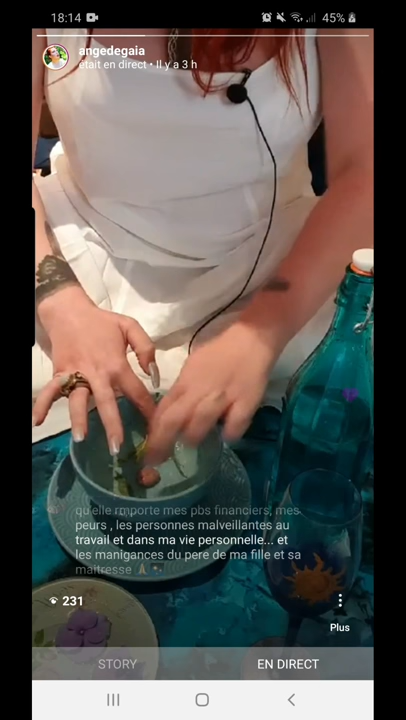 18:14
45%
angedegaia
était en direct • Il y a 3 h
qu'elle rmporte mes pbs financiers, mes
peurs , les personnes malveillantes au
travail et dans ma vie personnelle... et
les manigances du pere de ma fille et sa
maitresse
231
Plus
STORY
EN DIRECT